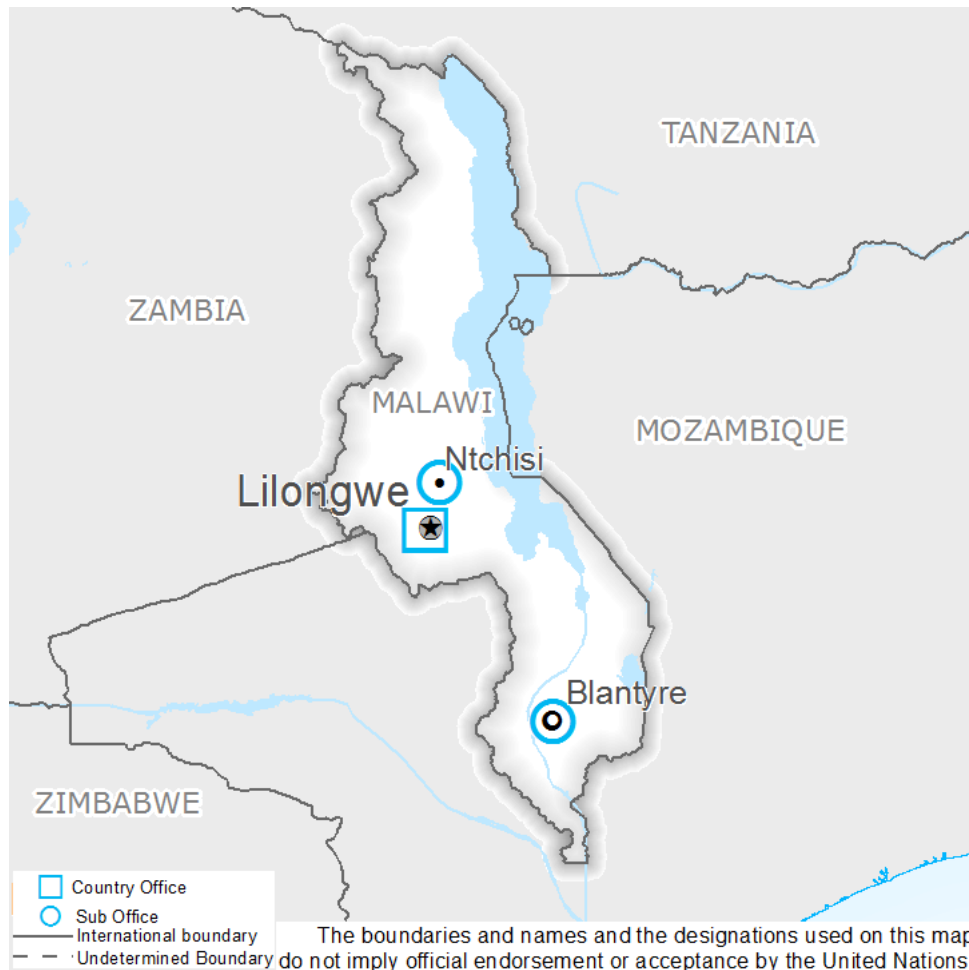 TANZANIA
ZAMBIA
MALAWI
MOZAMBIQUE
Ntchisi
Lilongwe
Blantyre
ZIMBABWE
Country Office
Sub Office
International boundary
Undetermined Boundary
The boundaries and names and the designations used on this map
do not imply official endorsement or acceptance by the United Nations